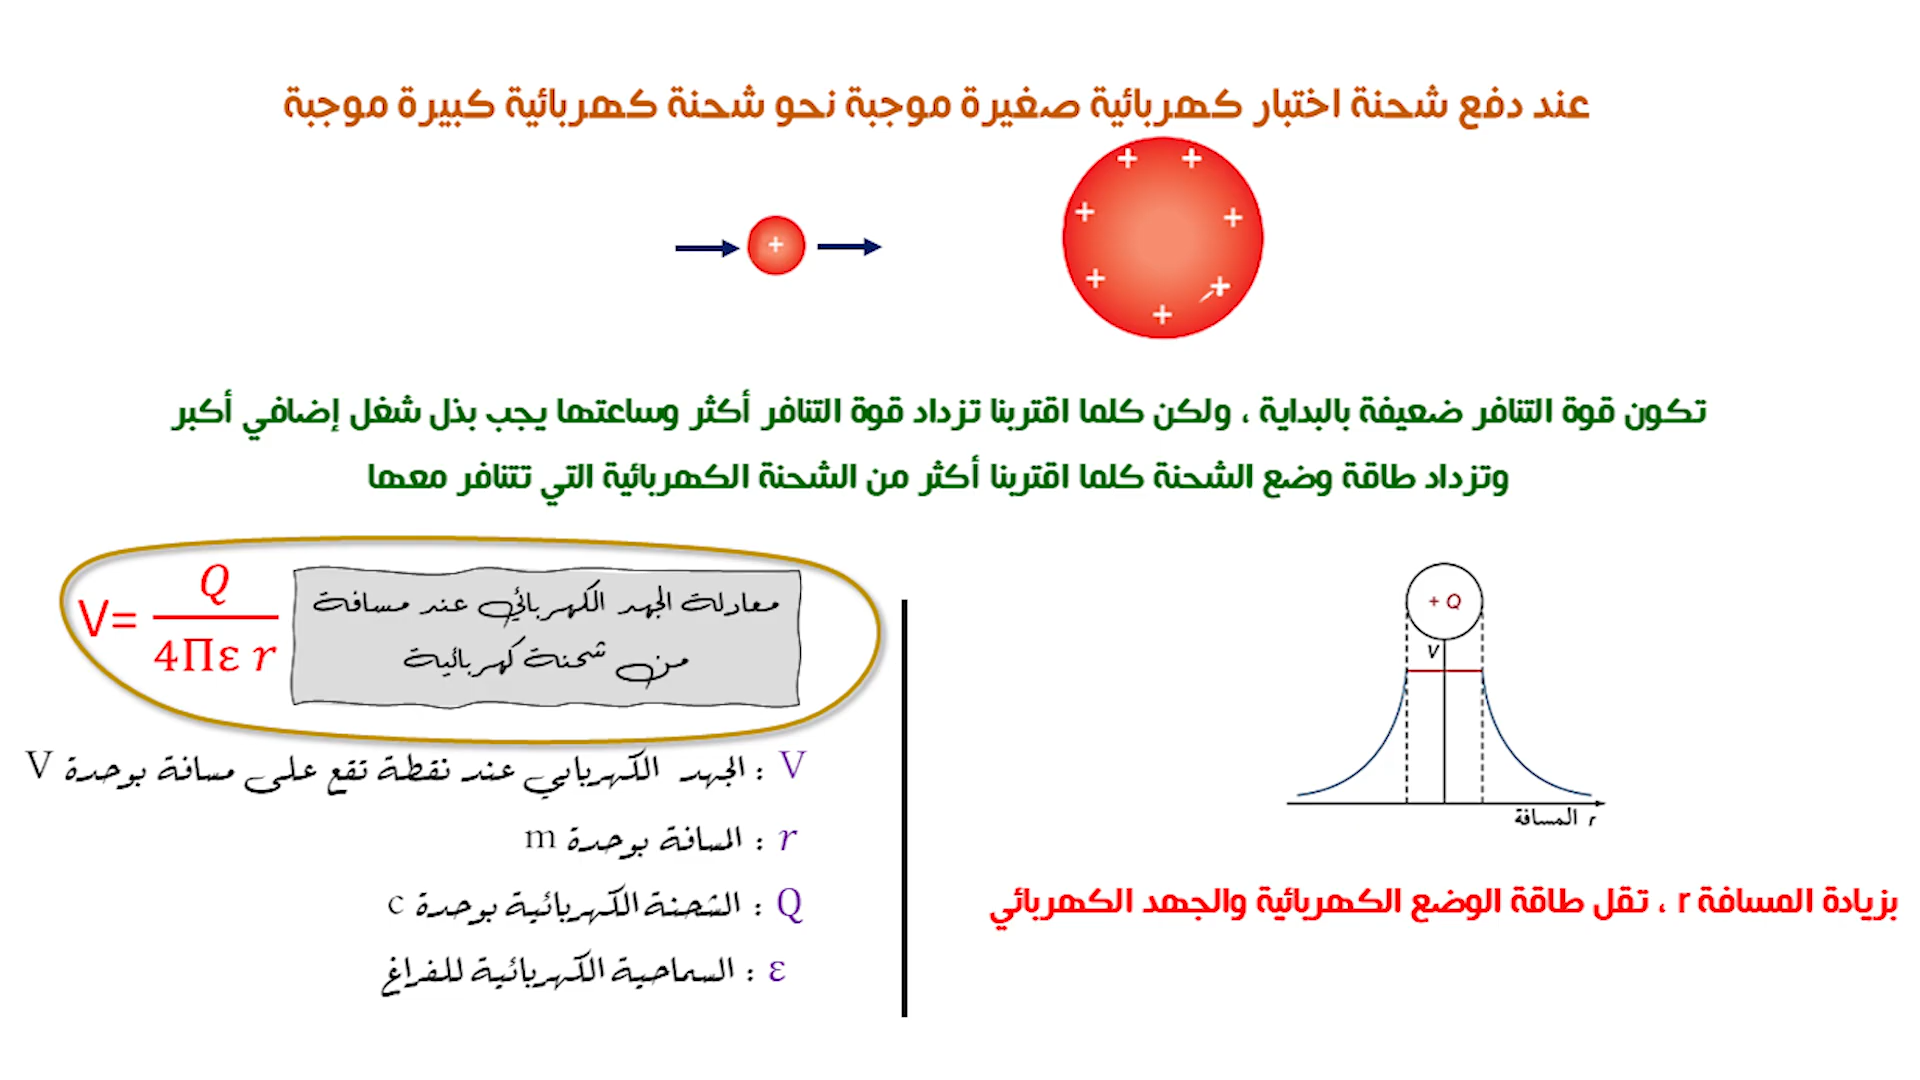 عند دفع شحنة اختبار كهربائية صغيرة موجبة نحو شحنة كهربائية كبيرة موجبة
+ + + + + + + +
تكون قوة التنافر ضعيفة بالبداية ، ولكن كلما اقتربنا تزداد قوة التنافر أكثر وساعتها يجب بذل شغل إضافي أكبر
وتزداد طاقة وضع الشحنة كلما اقتربنا أكثر من الشحنة الكهربائية التي تتنافر معها
+ Q
V
r المسافة
بزيادة المسافة r ، تقل طاقة الوضع الكهربائية والجهد الكهربائي
معادلة الجهد الكهربائي عند مسافة
من شحنة كهربائية
V= Q / 4Πε r
V : الجهد الكهربايي عند نقطة تقع على مسافة بوحدة V
r : المسافة بوحدة m
Q : الشحنة الكهربائية بوحدة c
ε : السماحية الكهربائية للفراغ